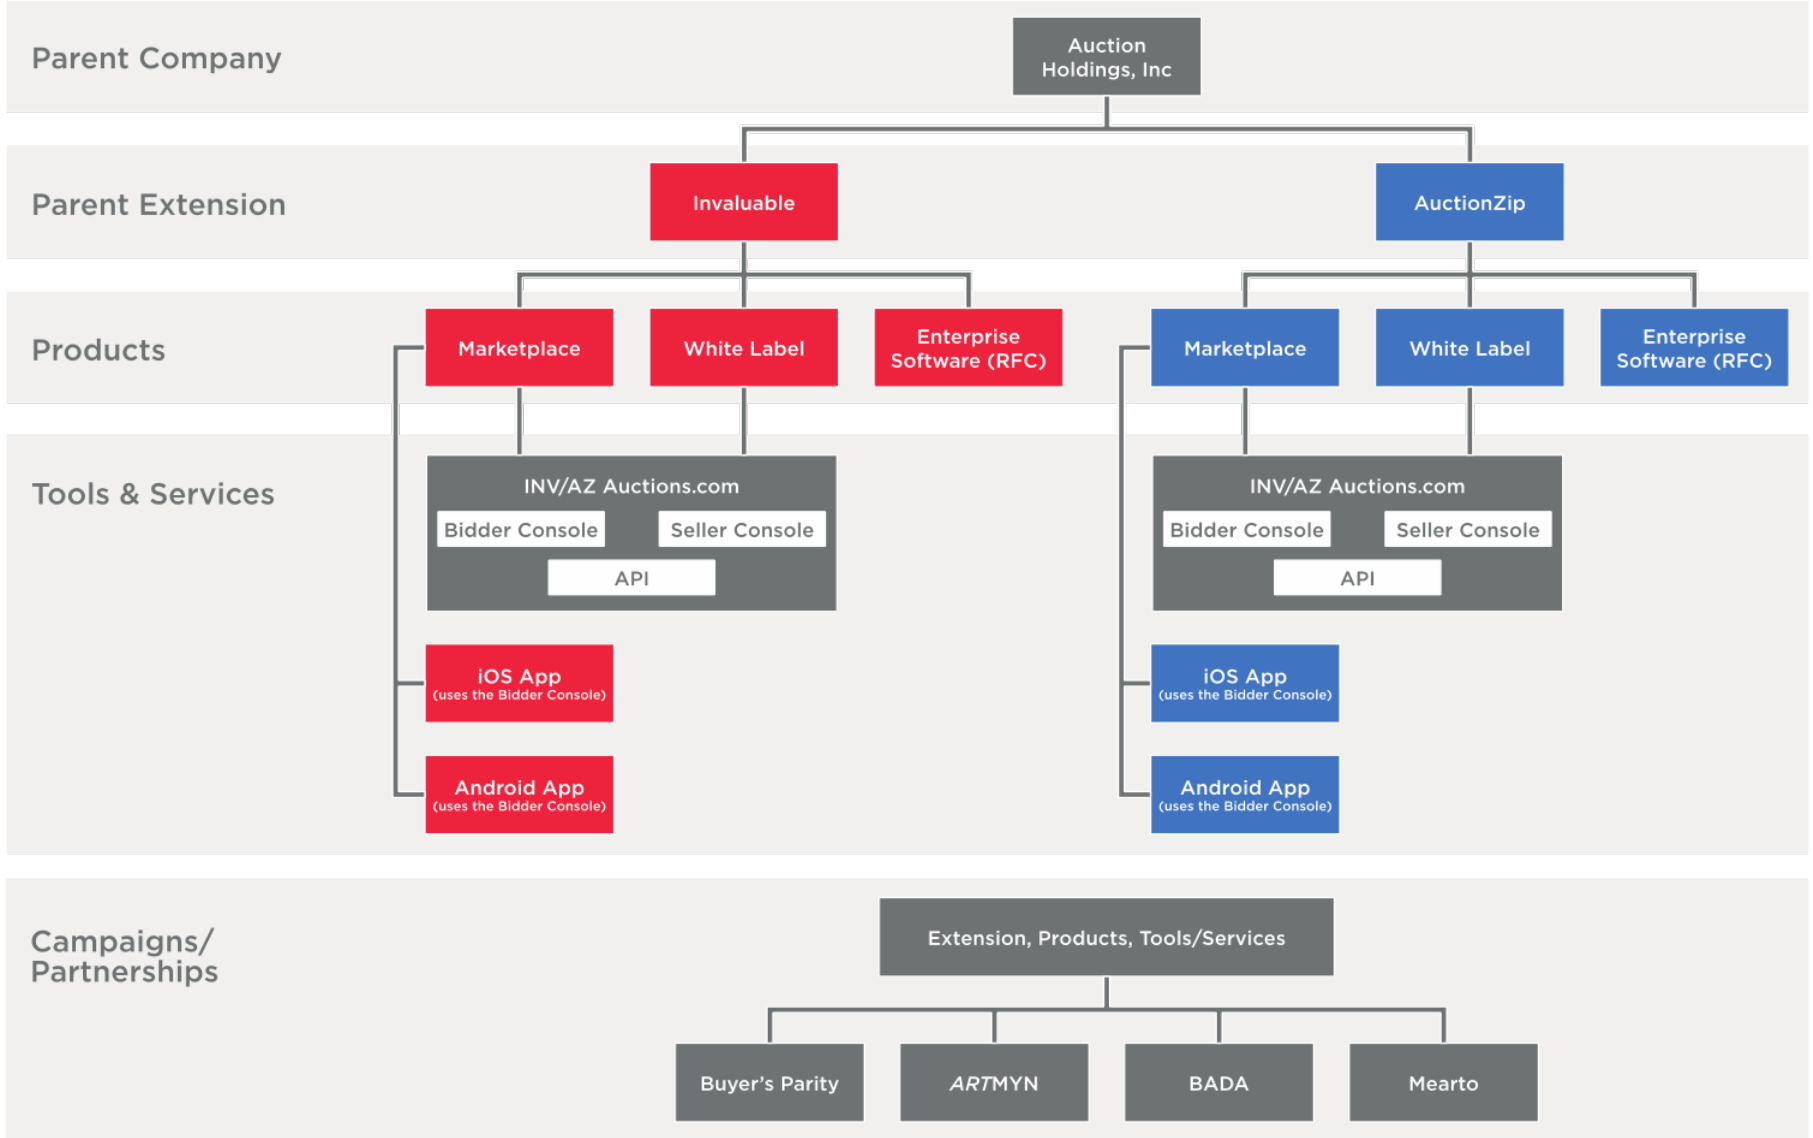 Parent Company
Auction
Holdings, Inc
Parent Extension
Invaluable
AuctionZip
Products
Marketplace
White Label
Enterprise
Software (RFC)
Marketplace
White Label
Enterprise
Software (RFC)
Tools & Services
INV/AZ Auctions.com
Bidder Console
Seller Console
API
INV/AZ Auctions.com
Bidder Console
Seller Console
API
iOS App
(uses the Bidder Console)
iOS App
(uses the Bidder Console)
Android App
(uses the Bidder Console)
Android App
(uses the Bidder Console)
Campaigns/
Partnerships
Extension, Products, Tools/Services
Buyer’s Parity
ARTMYN
BADA
Mearto